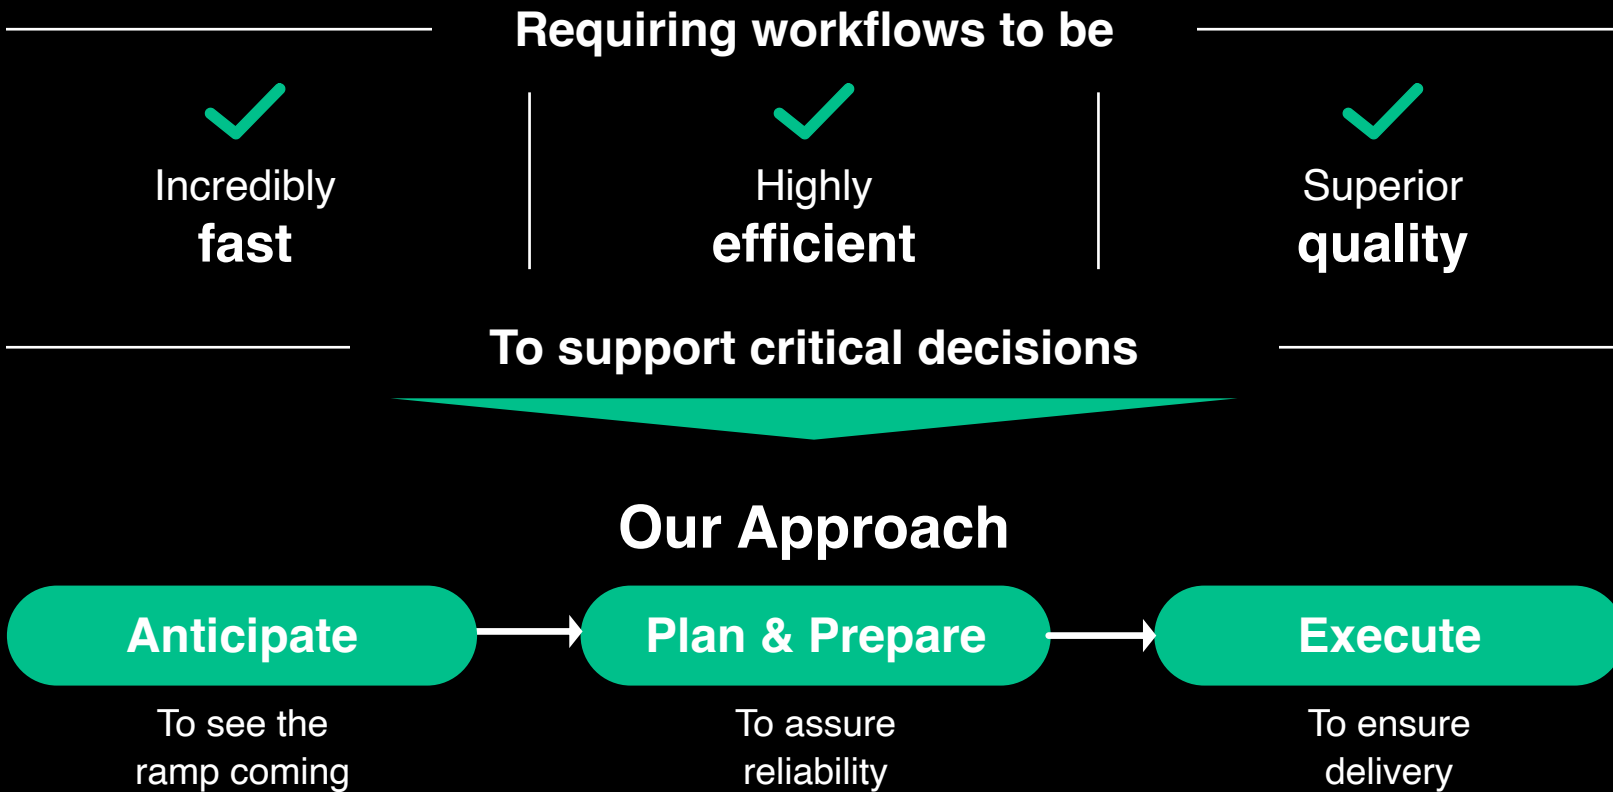 Requiring workflows to be
Incredibly
fast
Highly
efficient
Superior
quality
To support critical decisions
Our Approach
Anticipate
Plan & Prepare
Execute
To see the
ramp coming
To assure
reliability
To ensure
delivery